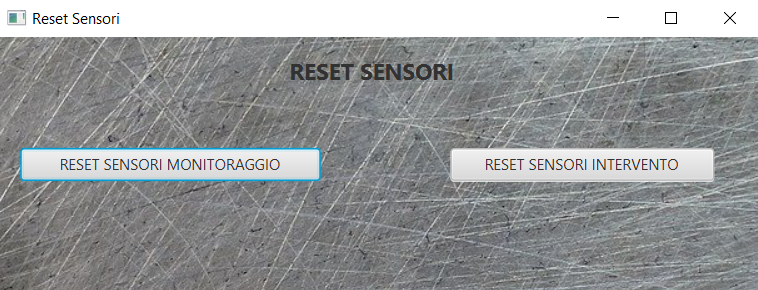 Reset Sensori
RESET SENSORI
RESET SENSORI MONITORAGGIO
RESET SENSORI INTERVENTO